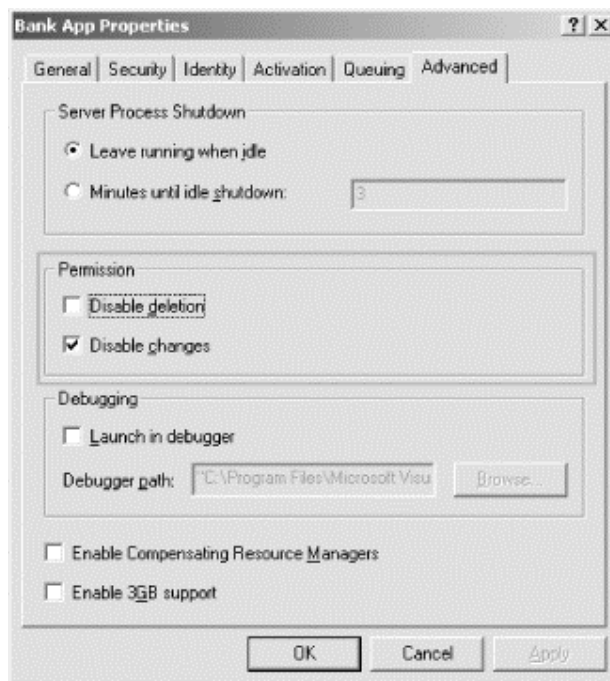 Bank App Properties
General Security Identity Activation Queuing Advanced
Server Process Shutdown
Leave running when idle
Minutes until idle shutdown: 3
Permission
Disable deletion
Disable changes
Debugging
Launch in debugger
Debugger path: "C:\Program Files\Microsoft Visu Browse...
Enable Compensating Resource Managers
Enable 3GB support
OK Cancel Apply